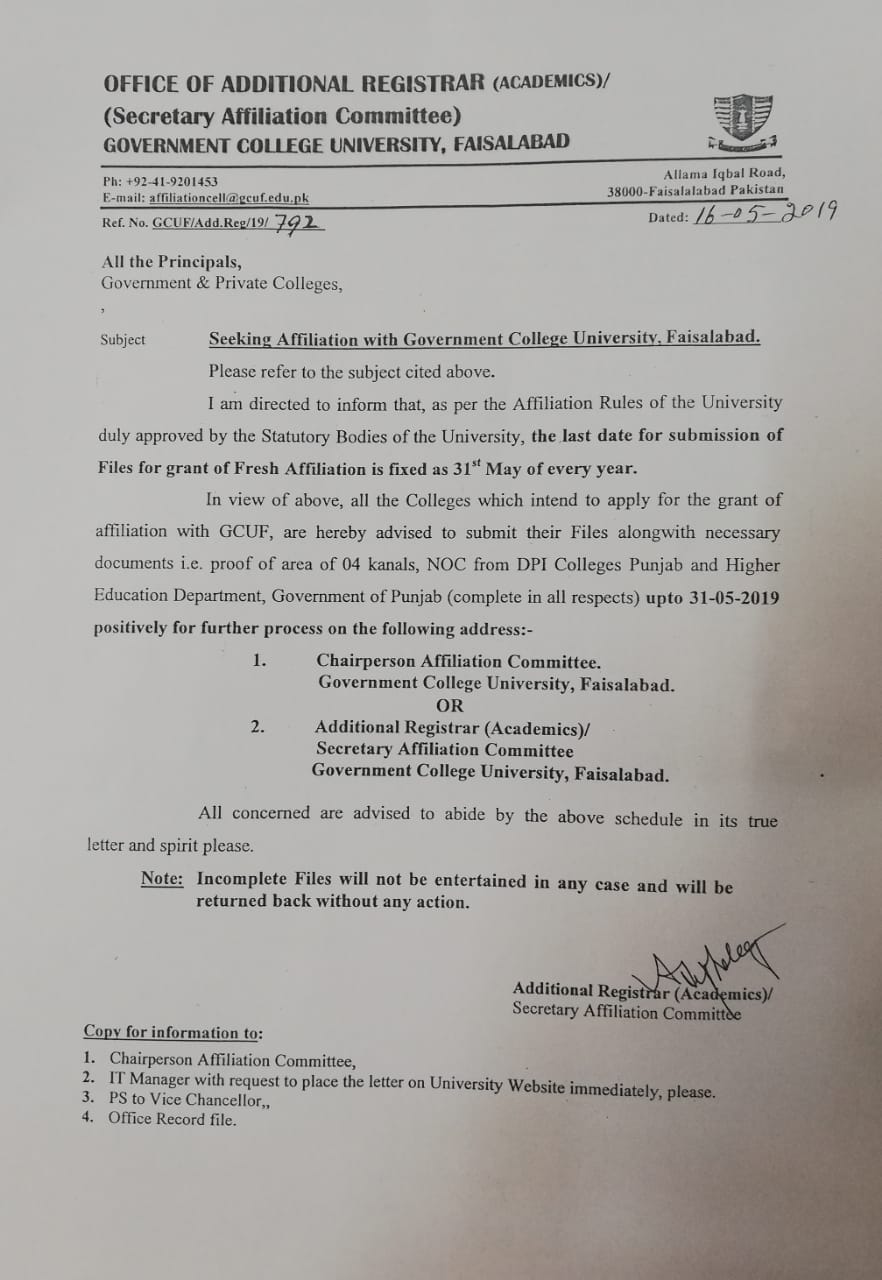 OFFICE OF ADDITIONAL REGISTRAR (ACADEMICS)/
(Secretary Affiliation Committee)
GOVERNMENT COLLEGE UNIVERSITY, FAISALABAD
Ph: +92-41-9201453
E-mail: affiliationcell@gcuf.edu.pk
Allama Iqbal Road,
38000-Faisalalabad Pakistan
Ref. No. GCUF/Add.Reg/19/ 792
Dated: 16-05-2019
All the Principals,
Government & Private Colleges,
,
Subject Seeking Affiliation with Government College University, Faisalabad.
Please refer to the subject cited above.
I am directed to inform that, as per the Affiliation Rules of the University
duly approved by the Statutory Bodies of the University, the last date for submission of
Files for grant of Fresh Affiliation is fixed as 31st May of every year.
In view of above, all the Colleges which intend to apply for the grant of
affiliation with GCUF, are hereby advised to submit their Files alongwith necessary
documents i.e. proof of area of 04 kanals, NOC from DPI Colleges Punjab and Higher
Education Department, Government of Punjab (complete in all respects) upto 31-05-2019
positively for further process on the following address:-
1. Chairperson Affiliation Committee.
Government College University, Faisalabad.
OR
2. Additional Registrar (Academics)/
Secretary Affiliation Committee
Government College University, Faisalabad.
All concerned are advised to abide by the above schedule in its true
letter and spirit please.
Note: Incomplete Files will not be entertained in any case and will be
returned back without any action.
Additional Registrar (Academics)/
Secretary Affiliation Committee
Copy for information to:
1. Chairperson Affiliation Committee,
2. IT Manager with request to place the letter on University Website immediately, please.
3. PS to Vice Chancellor,,
4. Office Record file.